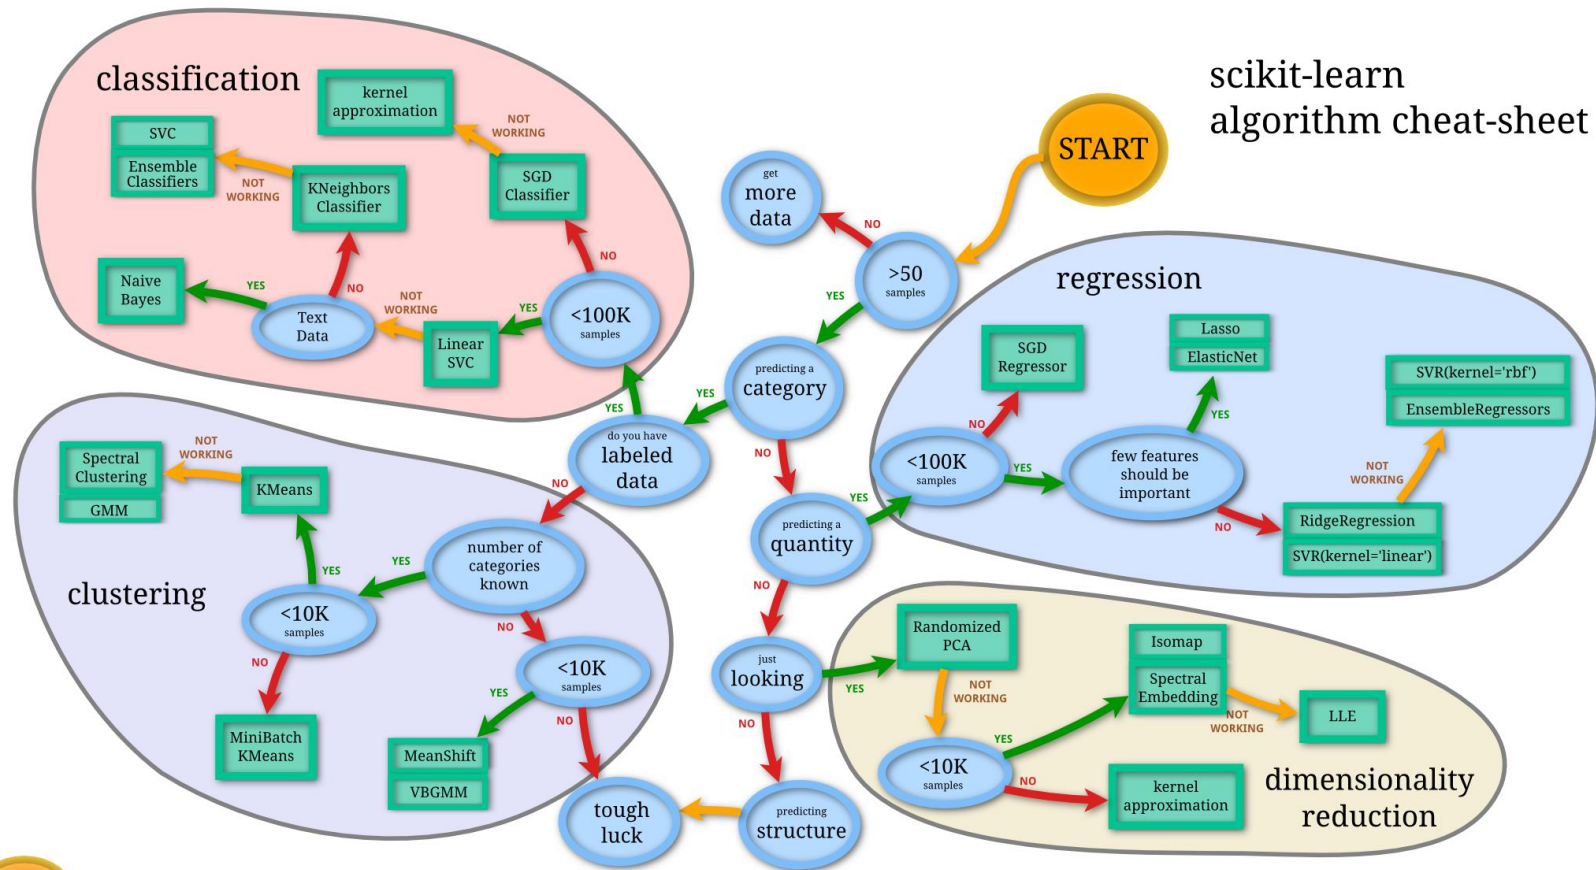 scikit-learn
algorithm cheat-sheet
START
get
more
data
NO
>50
samples
YES
predicting a
category
YES
NO
do you have
labeled
data
YES
NO
predicting a
quantity
YES
NO
just
looking
YES
NO
predicting
structure
tough
luck
classification
kernel
approximation
NOT
WORKING
SVC
Ensemble
Classifiers
NOT
WORKING
KNeighbors
Classifier
SGD
Classifier
NO
Naive
Bayes
YES
NO
Text
Data
NOT
WORKING
Linear
SVC
YES
<100K
samples
regression
SGD
Regressor
Lasso
ElasticNet
SVR(kernel='rbf')
EnsembleRegressors
NO
YES
<100K
samples
YES
few features
should be
important
NOT
WORKING
NO
RidgeRegression
SVR(kernel='linear')
clustering
Spectral
Clustering
GMM
NOT
WORKING
KMeans
YES
number of
categories
known
YES
<10K
samples
NO
NO
MiniBatch
KMeans
<10K
samples
YES
NO
MeanShift
VBGMM
dimensionality
reduction
Randomized
PCA
NOT
WORKING
Isomap
Spectral
Embedding
NOT
WORKING
LLE
YES
<10K
samples
NO
kernel
approximation